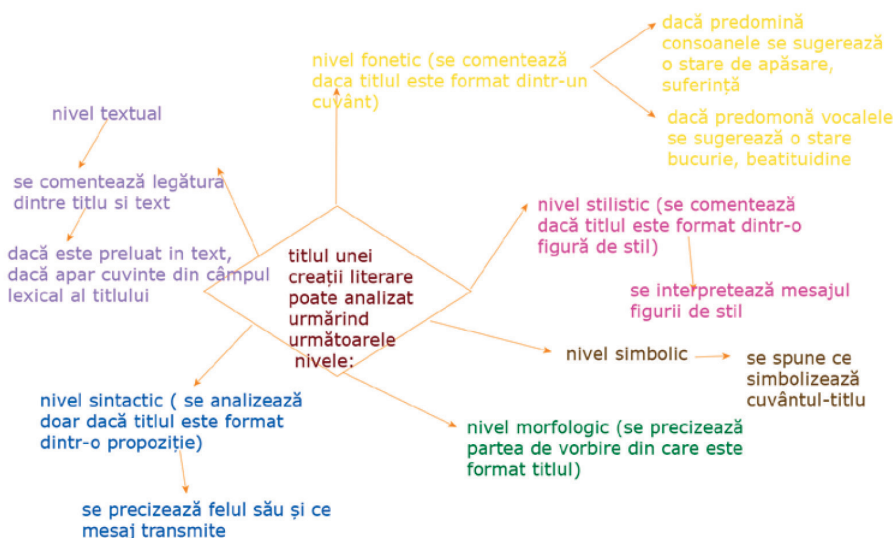 nivel fonetic (se comentează
daca titlul este format dintr-un
cuvânt)
dacă predomină
consoanele se sugerează
o stare de apăsare,
suferință
dacă predomonă vocalele
se sugerează o stare
bucurie, beatituidine
nivel textual
se comentează legătura
dintre titlu si text
dacă este preluat in text,
dacă apar cuvinte din câmpul
lexical al titlului
titlul unei
creații literare
poate analizat
urmărind
următoarele
nivele:
nivel stilistic (se comentează
dacă titlul este format dintr-o
figură de stil)
se interpretează mesajul
figurii de stil
nivel simbolic
se spune ce
simbolizează
cuvântul-titlu
nivel morfologic (se precizează
partea de vorbire din care este
format titlul)
nivel sintactic ( se analizează
doar dacă titlul este format
dintr-o propoziție)
se precizează felul său și ce
mesaj transmite